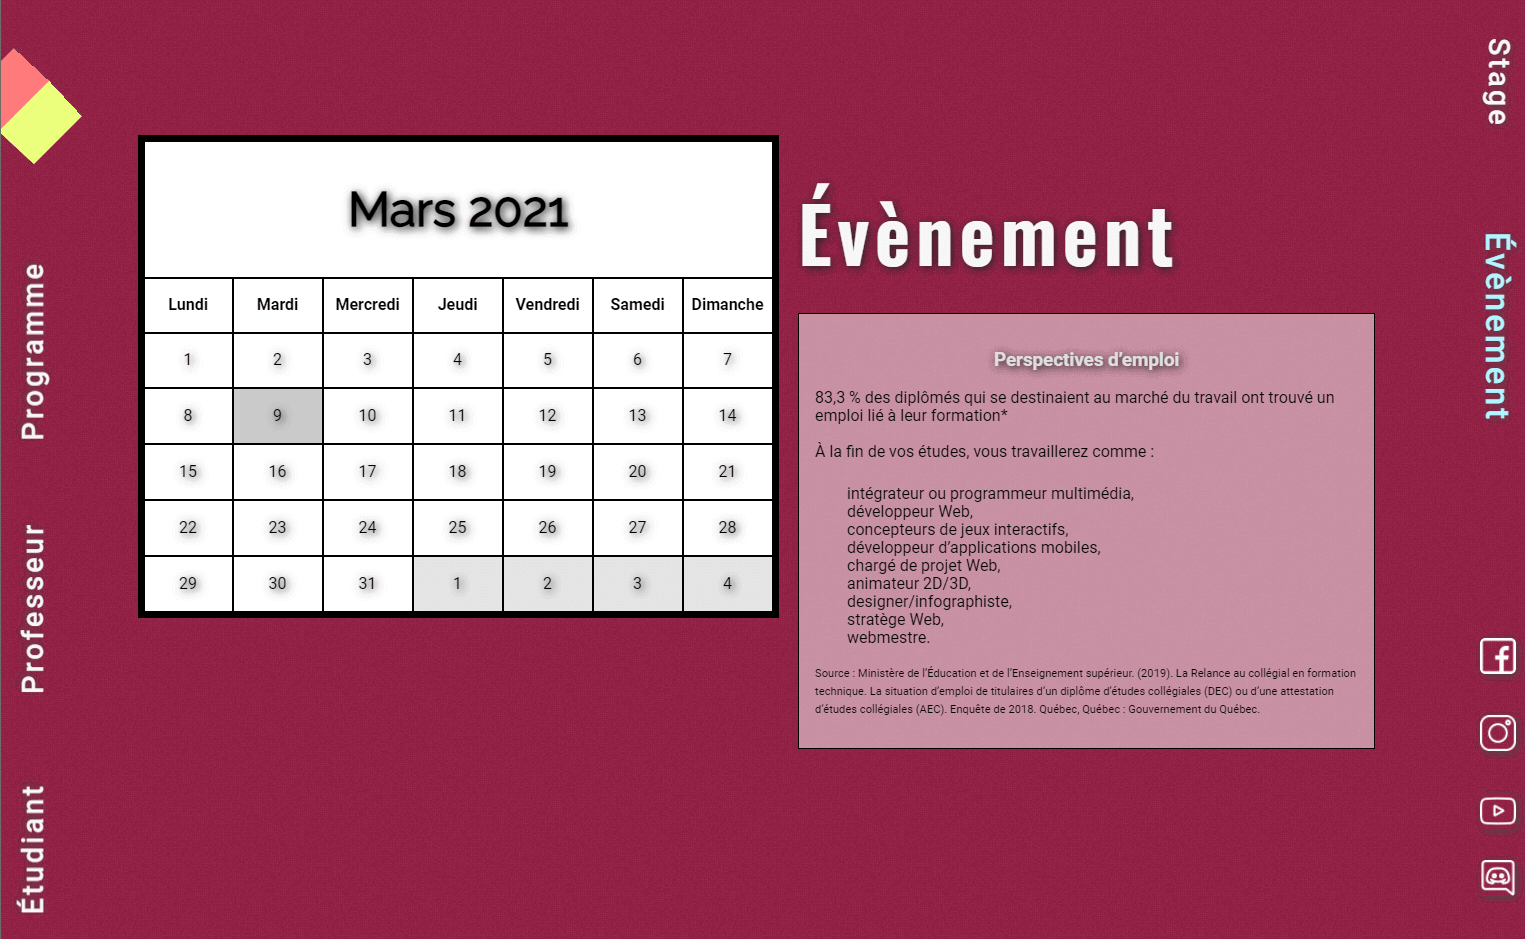 Programme
Professeur
Étudiant
Mars 2021
Lundi Mardi Mercredi Jeudi Vendredi Samedi Dimanche
1 2 3 4 5 6 7
8 9 10 11 12 13 14
15 16 17 18 19 20 21
22 23 24 25 26 27 28
29 30 31 1 2 3 4
Évènement
Perspectives d'emploi
83,3 % des diplômés qui se destinaient au marché du travail ont trouvé un
emploi lié à leur formation*
À la fin de vos études, vous travaillerez comme :
intégrateur ou programmeur multimédia,
développeur Web,
concepteurs de jeux interactifs,
développeur d'applications mobiles,
chargé de projet Web,
animateur 2D/3D,
designer/infographiste,
stratège Web,
webmestre.
Source : Ministère de l'Éducation et de l'Enseignement supérieur. (2019). La Relance au collégial en formation
technique. La situation d'emploi de titulaires d'un diplôme d'études collégiales (DEC) ou d'une attestation
d'études collégiales (AEC). Enquête de 2018. Québec, Québec : Gouvernement du Québec.
Stage
Évènement